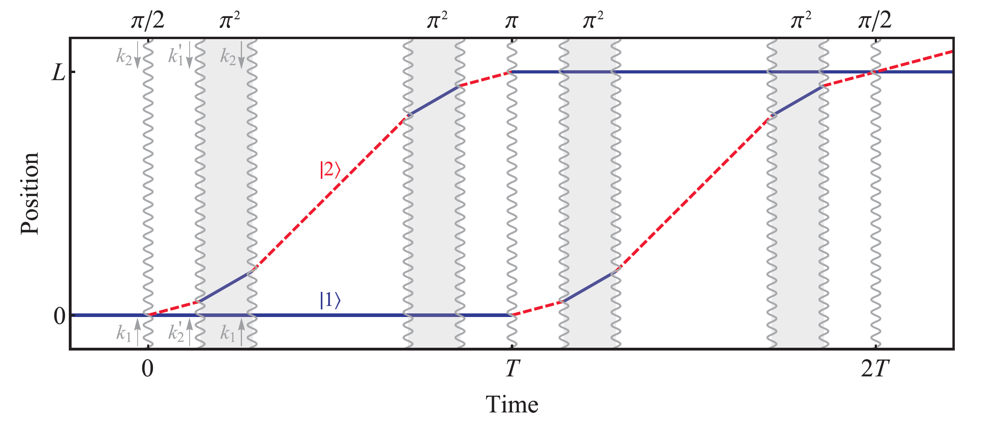 π/2 π² π² π π² π² π/2
k₂ k₁' k₂
L
|2⟩
Position
|1⟩
0
k₁ k₂' k₁
0 T 2T
Time